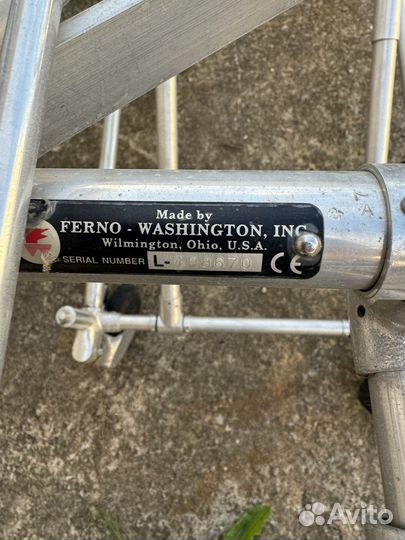 Made by
FERNO - WASHINGTON, INC
Wilmington, Ohio, U.S.A.
SERIAL NUMBER L- CE
Avito